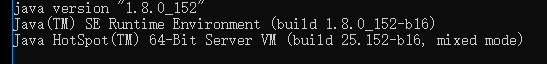 java version "1.8.0_152"
Java(TM) SE Runtime Environment (build 1.8.0_152-b16)
Java HotSpot(TM) 64-Bit Server VM (build 25.152-b16, mixed mode)